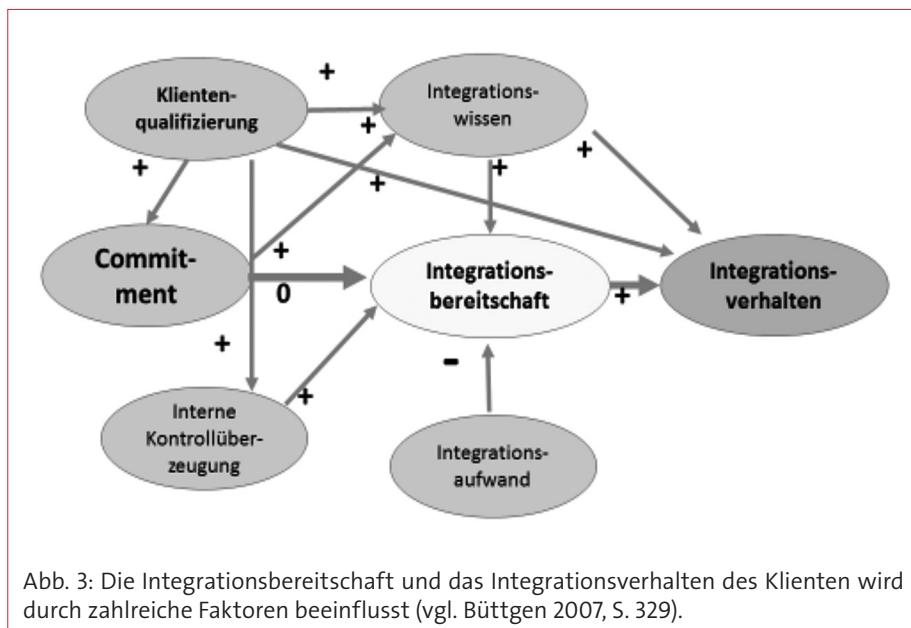 Klienten-
qualifizierung
+
Integrations-
wissen
+
+
+
+
+
Commit-
ment
+
0
Integrations-
bereitschaft
+
Integrations-
verhalten
+
+
-
Interne
Kontrollüber-
zeugung
Integrations-
aufwand
Abb. 3: Die Integrationsbereitschaft und das Integrationsverhalten des Klienten wird
durch zahlreiche Faktoren beeinflusst (vgl. Büttgen 2007, S. 329).